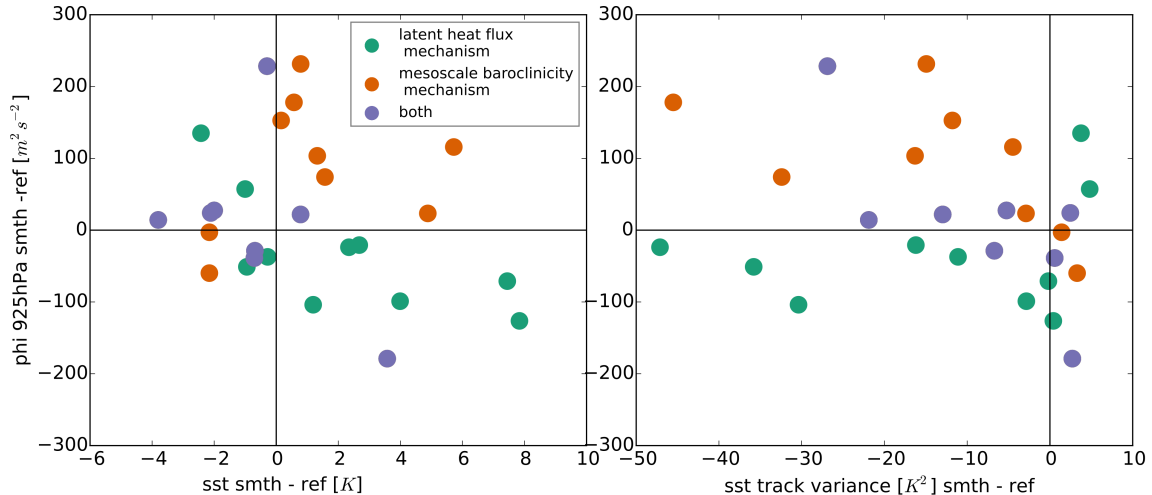 300
200
100
0
−100
−200
−300
phi 925hPa smth -ref [m² s⁻²]
latent heat flux
mechanism
mesoscale baroclinicity
mechanism
both
−6 −4 −2 0 2 4 6 8 10
sst smth - ref [K]
300
200
100
0
−100
−200
−300
−50 −40 −30 −20 −10 0 10
sst track variance [K²] smth - ref